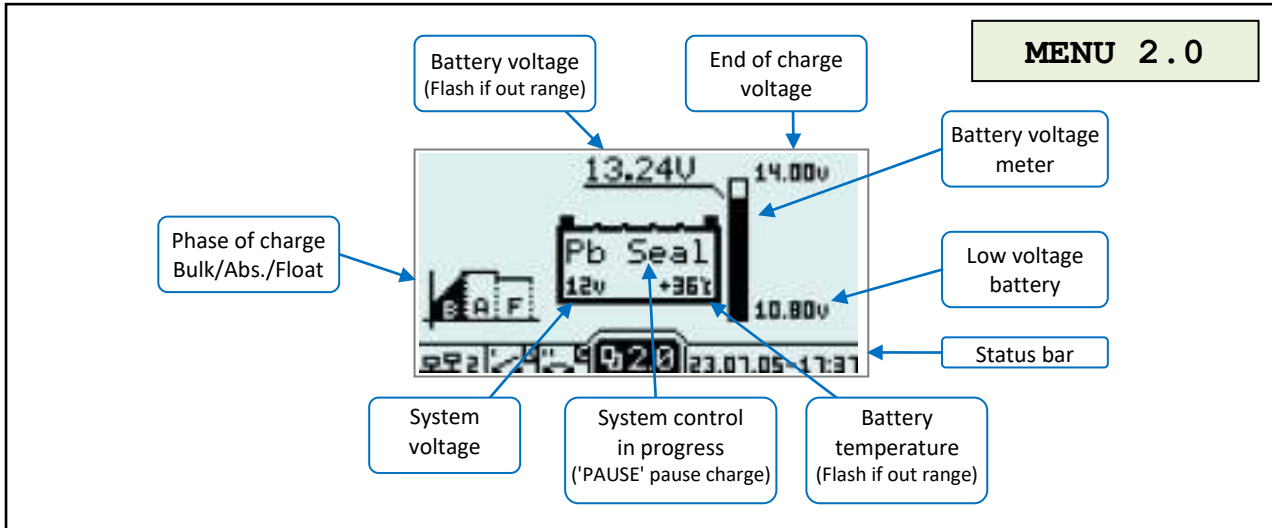 MENU 2.0
Battery voltage
(Flash if out range)
End of charge
voltage
Battery voltage
meter
13.24V
14.00v
Phase of charge
Bulk/Abs./Float
Pb Seal
12v +36℃
Low voltage
battery
B A F
10.80v
Status bar
2.0
23.07.05-17:37
System
voltage
System control
in progress
('PAUSE' pause charge)
Battery
temperature
(Flash if out range)